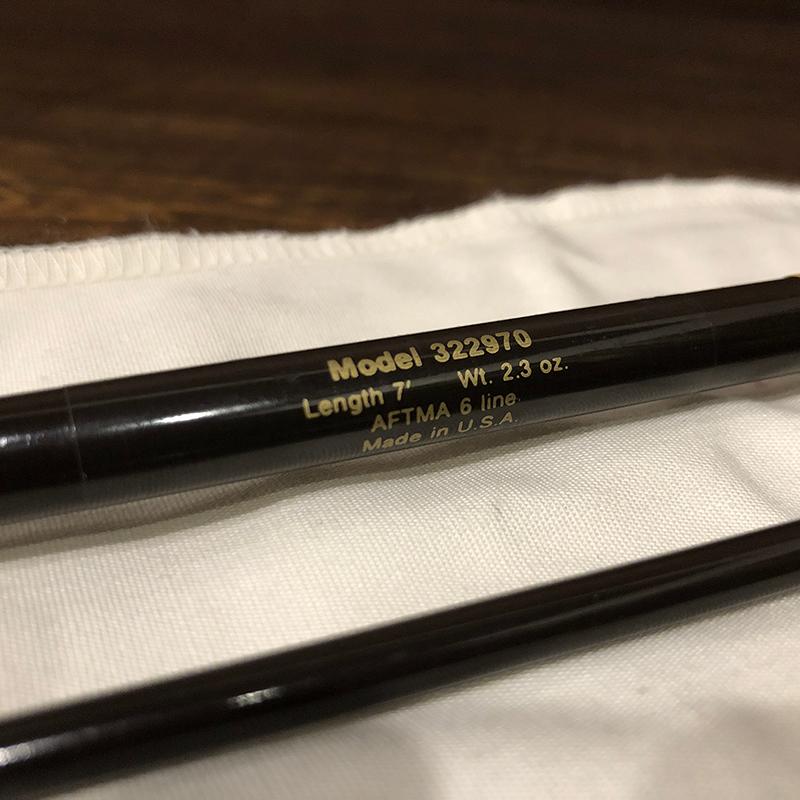 Model 322970
Length 7' Wt. 2.3 oz.
AFTMA 6 line
Made in U.S.A.